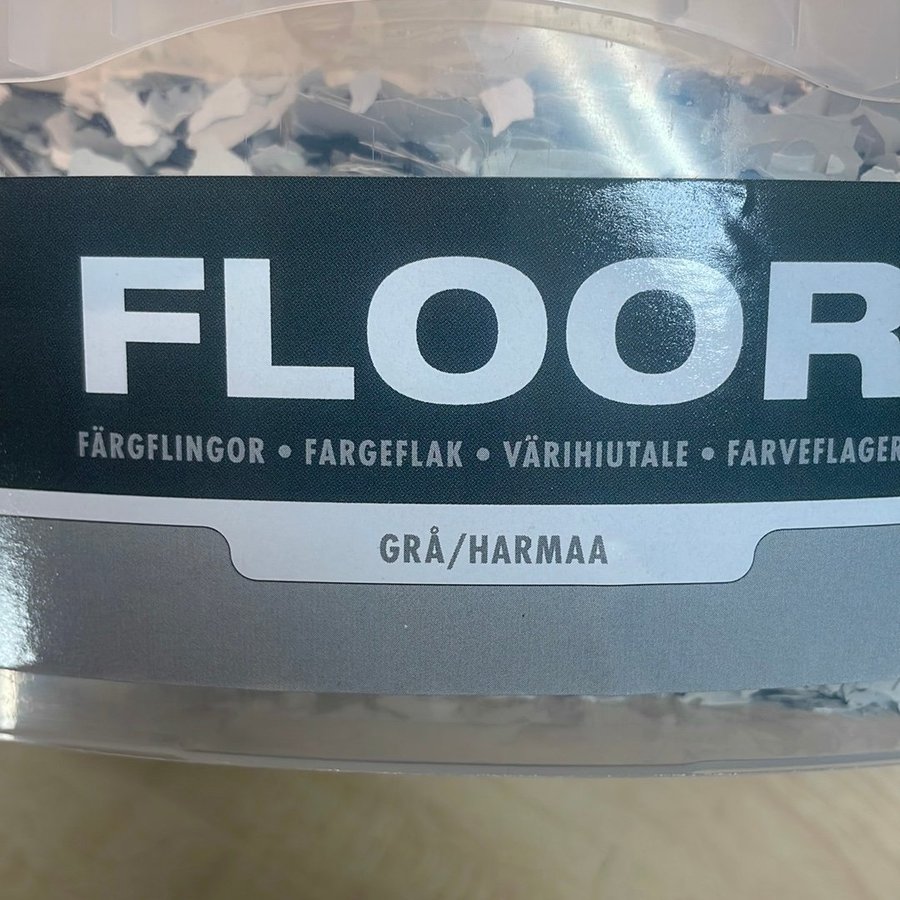 FLOOR
FÄRGFLINGOR • FARGEFLAK • VÄRIHIUTALE • FARVEFLAGER
GRÅ/HARMAA